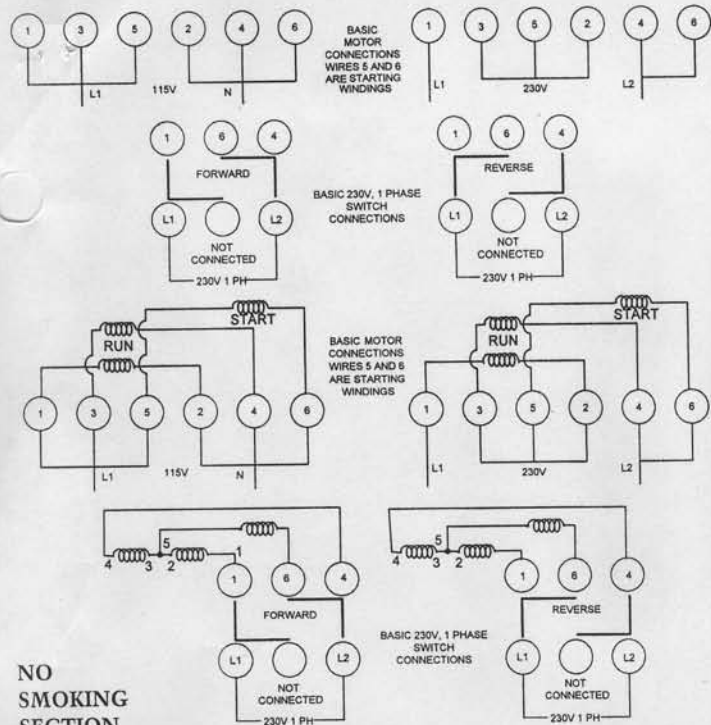 1 3 5 2 4 6
L1 115V N
BASIC
MOTOR
CONNECTIONS
WIRES 5 AND 6
ARE STARTING
WINDINGS
1 3 5 2 4 6
L1 230V L2
1 6 4
FORWARD
L1 L2
NOT
CONNECTED
230V 1 PH
BASIC 230V, 1 PHASE
SWITCH
CONNECTIONS
1 6 4
REVERSE
L1 L2
NOT
CONNECTED
230V 1 PH
START
RUN
1 3 5 2 4 6
L1 115V N
BASIC MOTOR
CONNECTIONS
WIRES 5 AND 6
ARE STARTING
WINDINGS
START
RUN
1 3 5 2 4 6
L1 230V L2
5
4 3 2 1
1 6 4
FORWARD
L1 L2
NOT
CONNECTED
230V 1 PH
BASIC 230V, 1 PHASE
SWITCH
CONNECTIONS
5
4 3 2
1 6 4
REVERSE
L1 L2
NOT
CONNECTED
230V 1 PH
NO
SMOKING
SECTION